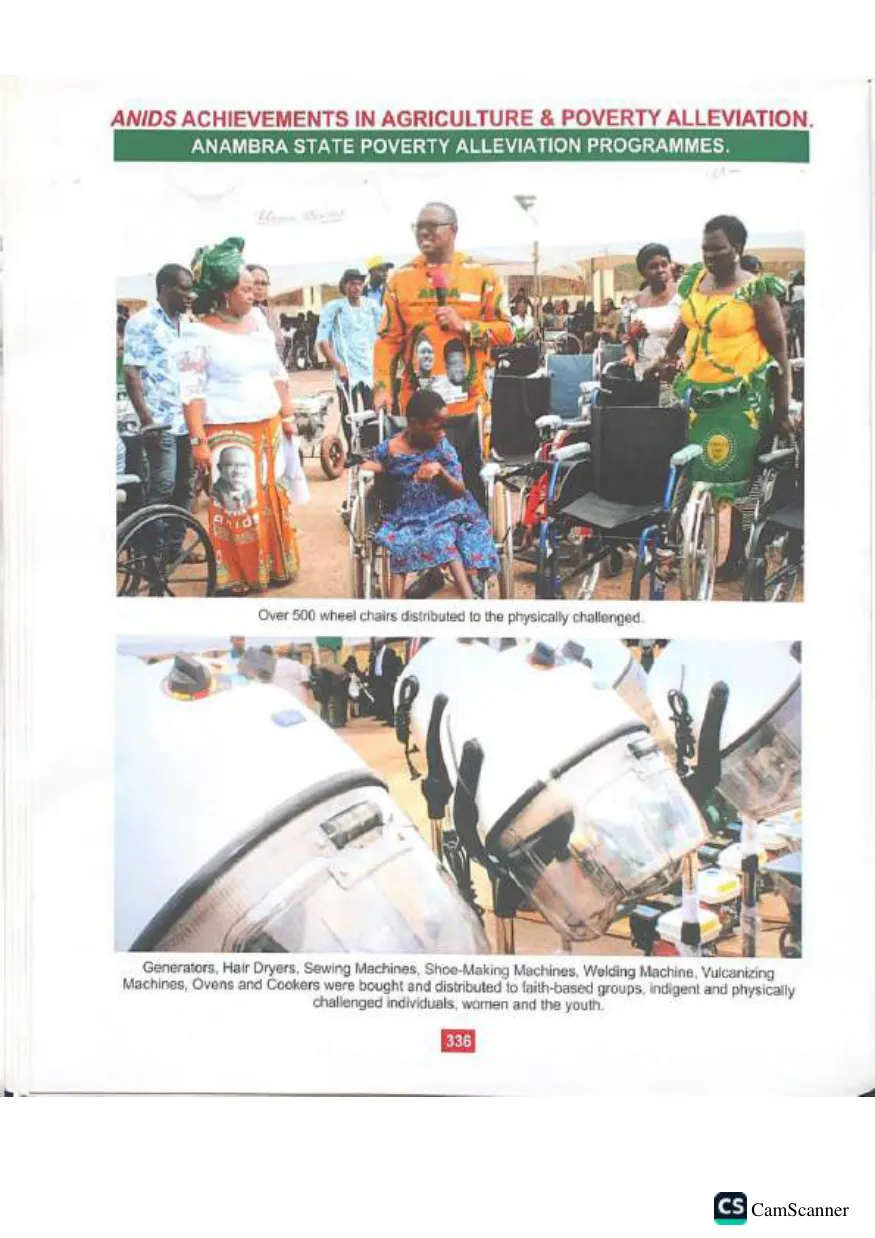 ANIDS ACHIEVEMENTS IN AGRICULTURE & POVERTY ALLEVIATION.
ANAMBRA STATE POVERTY ALLEVIATION PROGRAMMES.
Anids
Over 500 wheel chairs distributed to the physically challenged.
Generators, Hair Dryers, Sewing Machines, Shoe-Making Machines, Welding Machine, Vulcanizing
Machines, Ovens and Cookers were bought and distributed to faith-based groups, indigent and physically
challenged individuals, women and the youth.
336
CS CamScanner